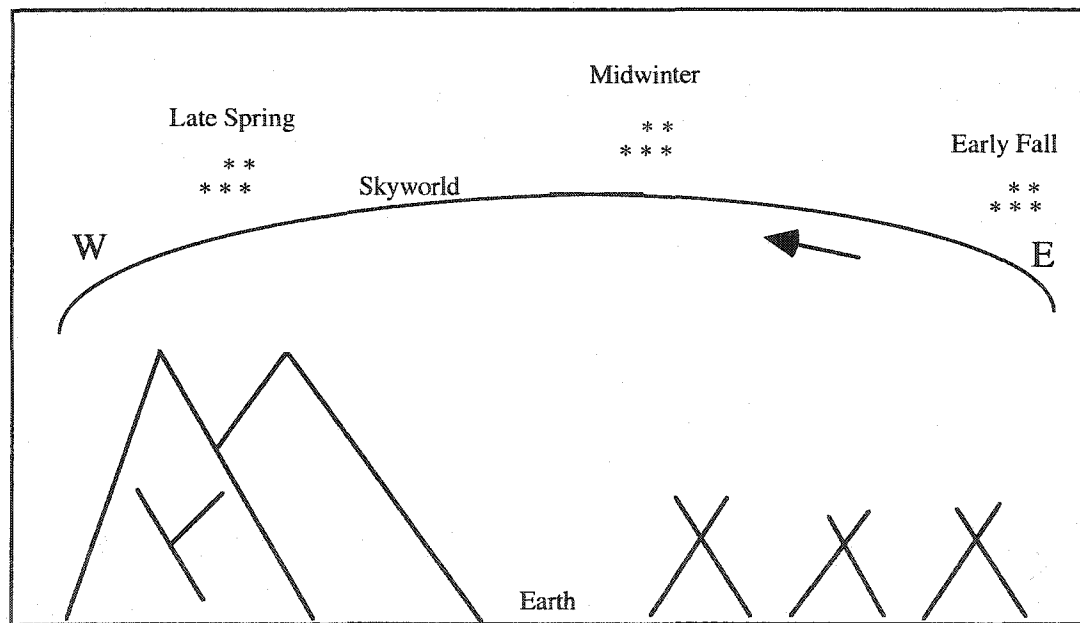 Midwinter
Late Spring
* *
* * *
Early Fall
* *
* * *
Skyworld
* *
* * *
W
E
Earth